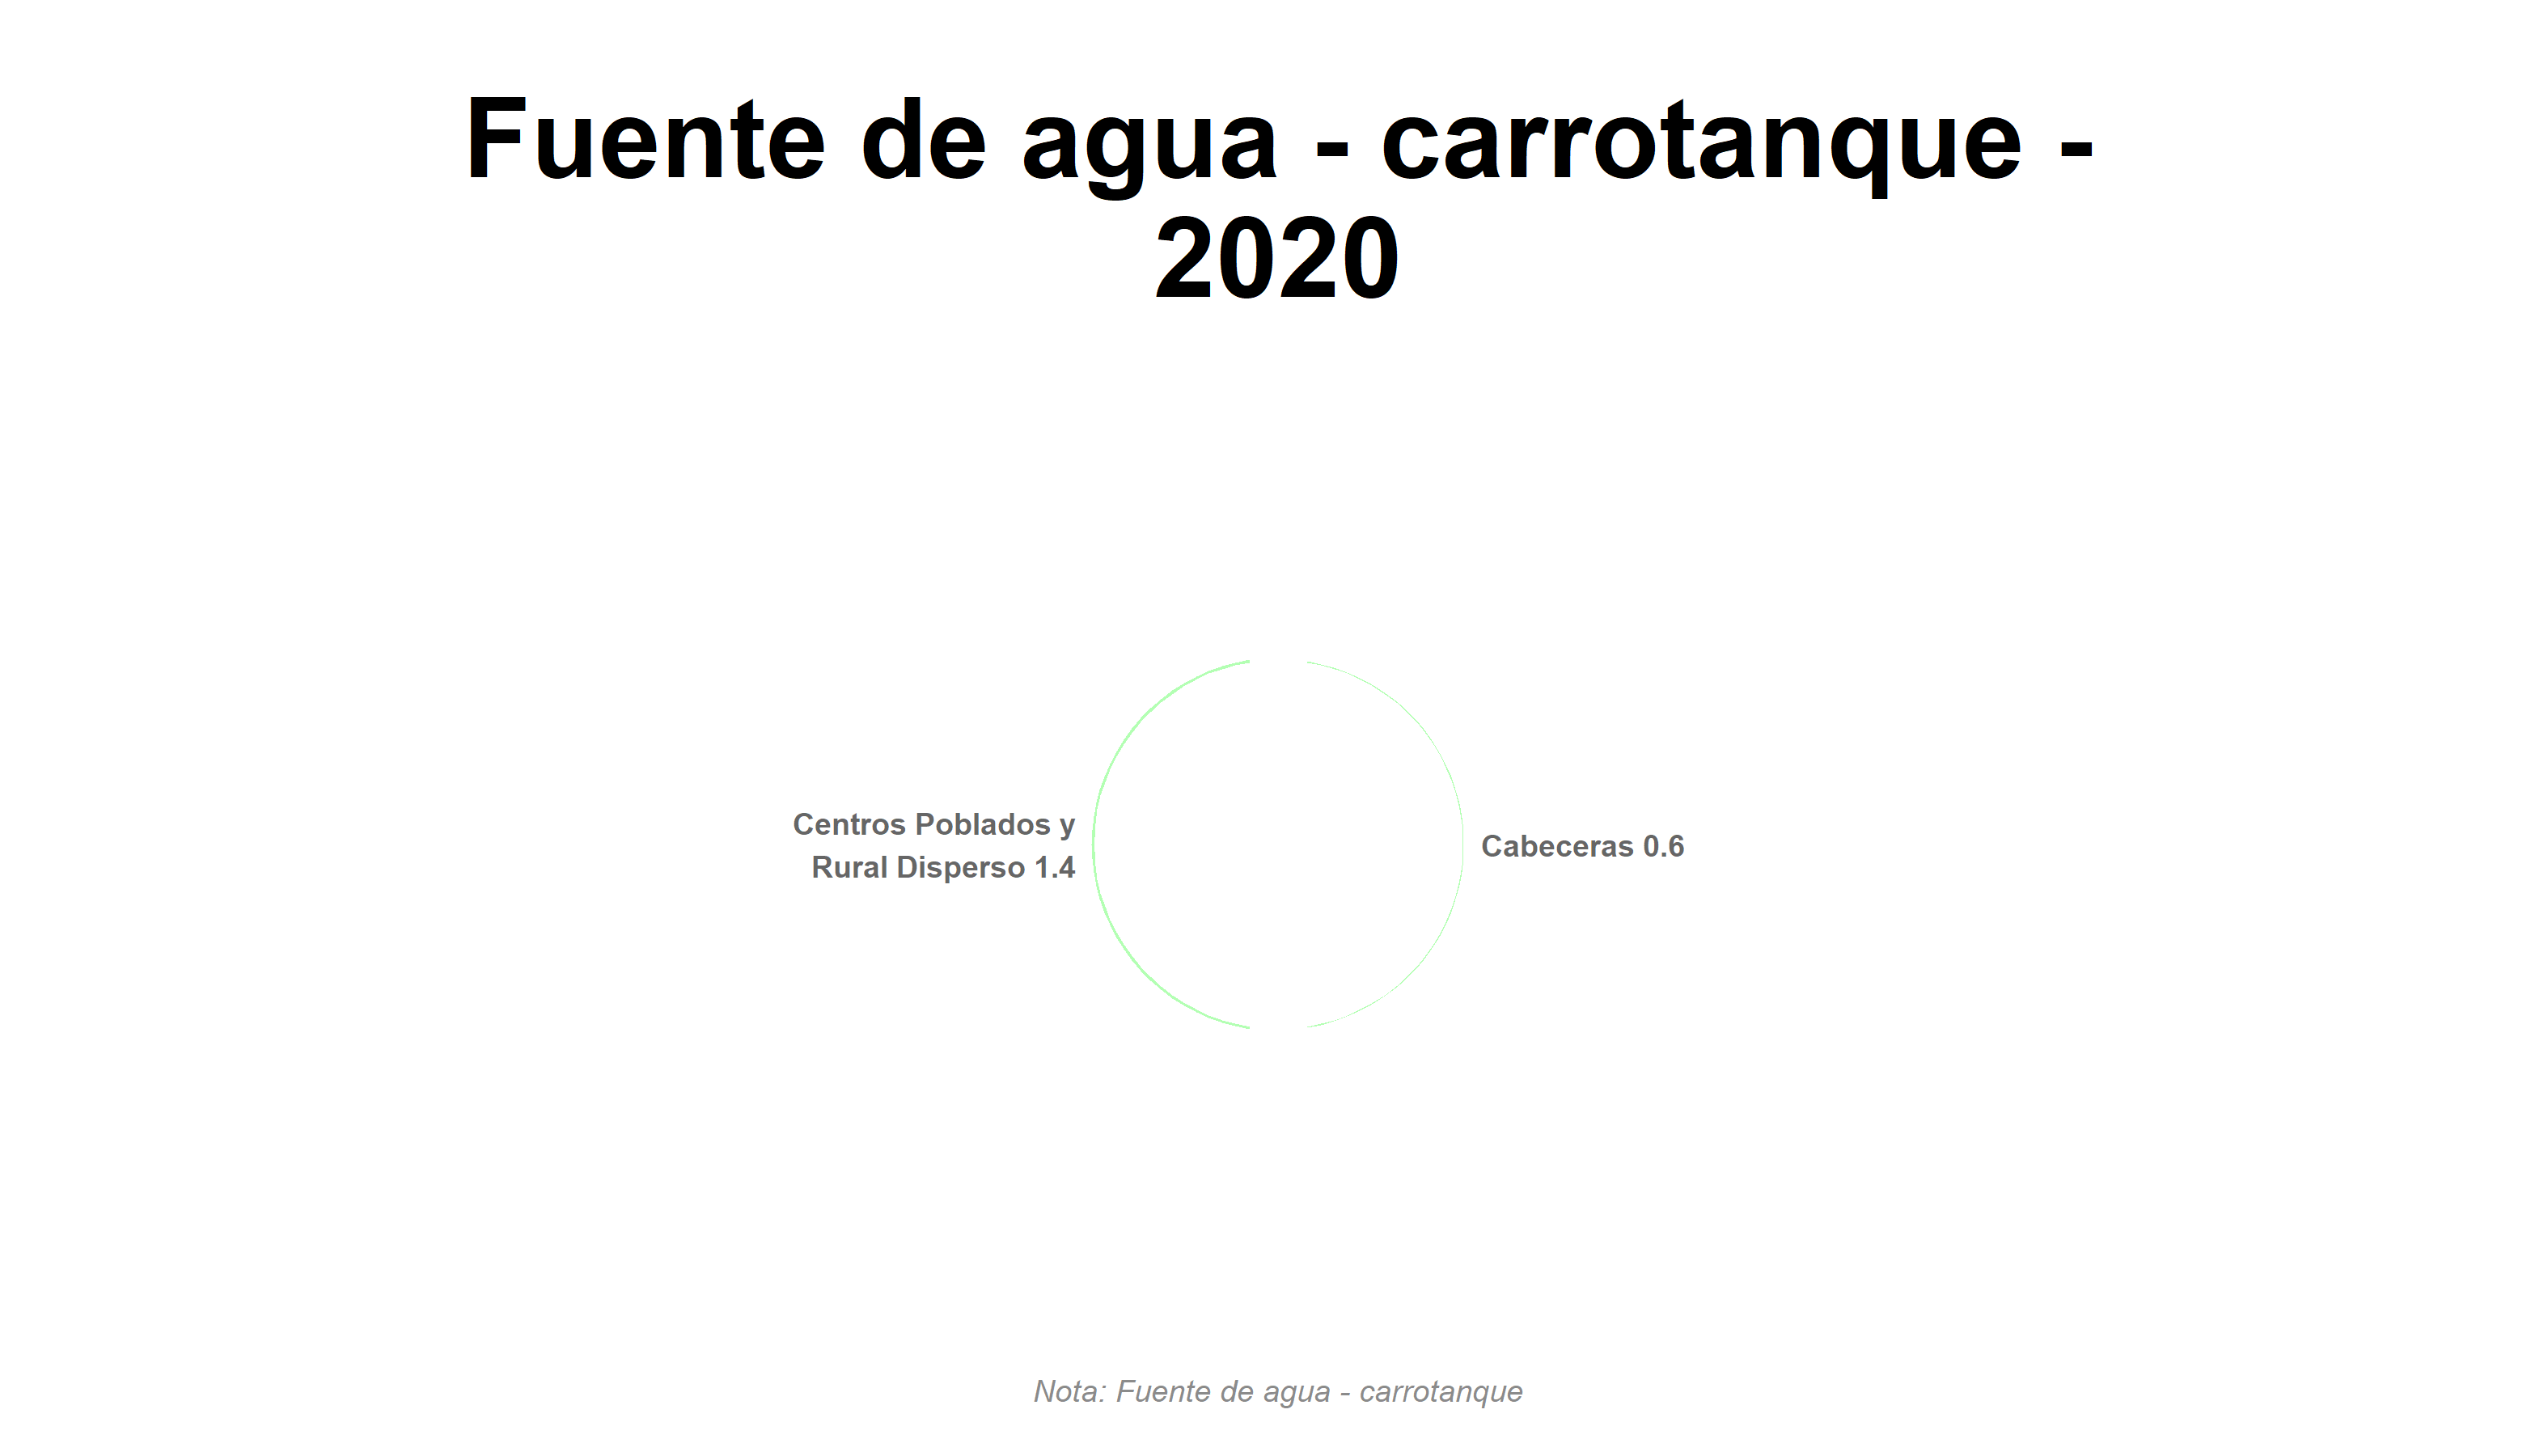 Fuente de agua - carrotanque -
2020
Centros Poblados y
Rural Disperso 1.4
Cabeceras 0.6
Nota: Fuente de agua - carrotanque